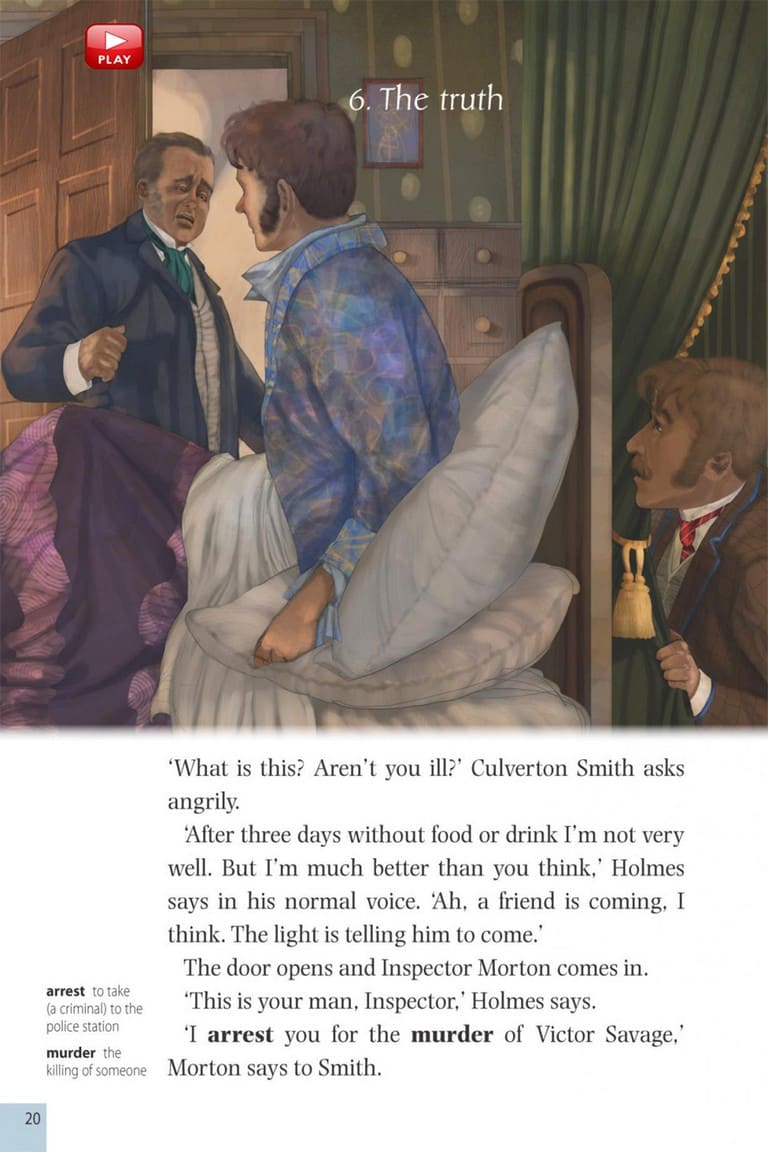 PLAY
6. The truth
‘What is this? Aren’t you ill?’ Culverton Smith asks
angrily.
‘After three days without food or drink I’m not very
well. But I’m much better than you think,’ Holmes
says in his normal voice. ‘Ah, a friend is coming, I
think. The light is telling him to come.’
The door opens and Inspector Morton comes in.
‘This is your man, Inspector,’ Holmes says.
‘I arrest you for the murder of Victor Savage,’
Morton says to Smith.
arrest to take
(a criminal) to the
police station
murder the
killing of someone
20